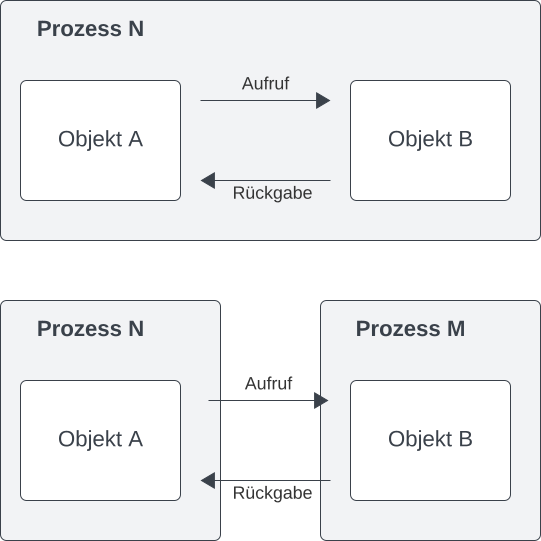 Prozess N
Aufruf
Objekt A
Objekt B
Rückgabe
Prozess N
Prozess M
Aufruf
Objekt A
Objekt B
Rückgabe